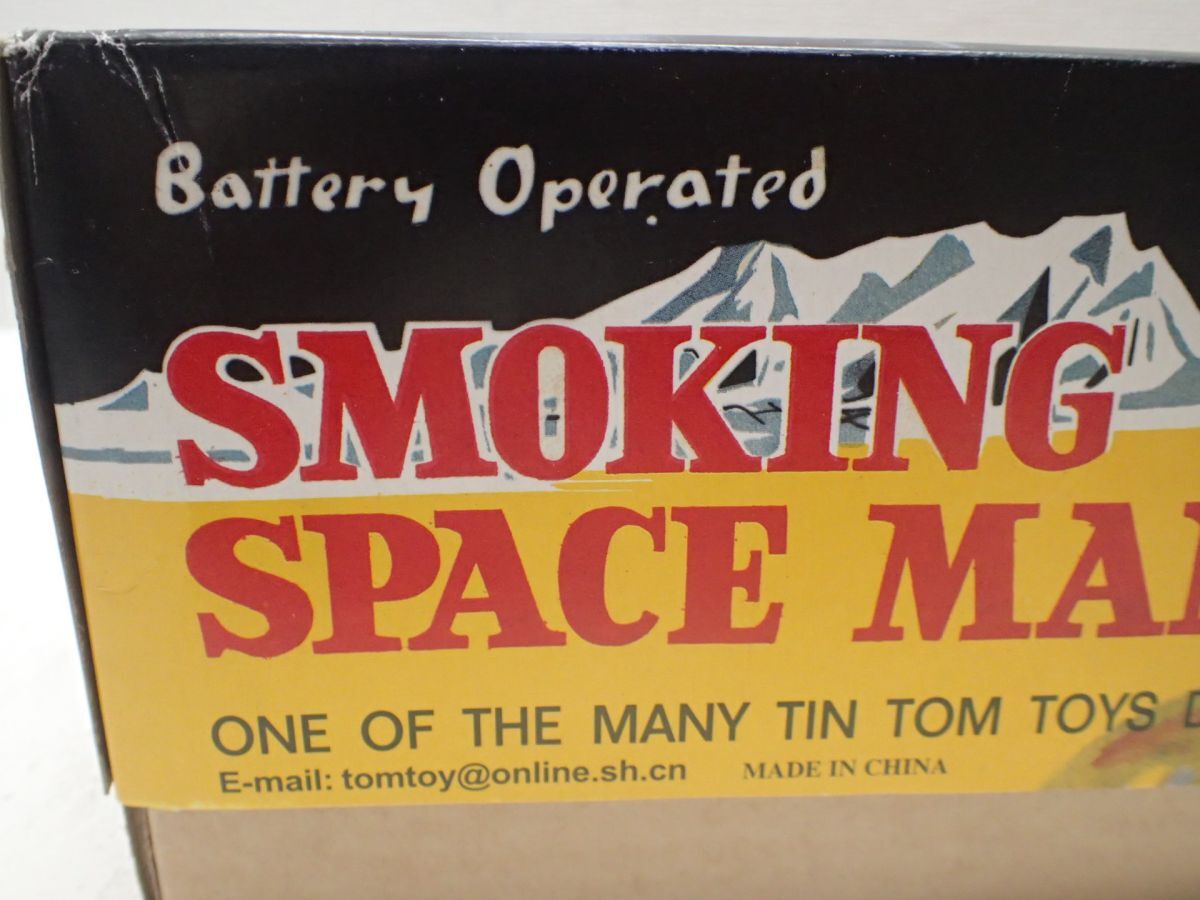 Battery Operated
SMOKING
SPACE MAN
ONE OF THE MANY TIN TOM TOYS
E-mail: tomtoy@online.sh.cn MADE IN CHINA